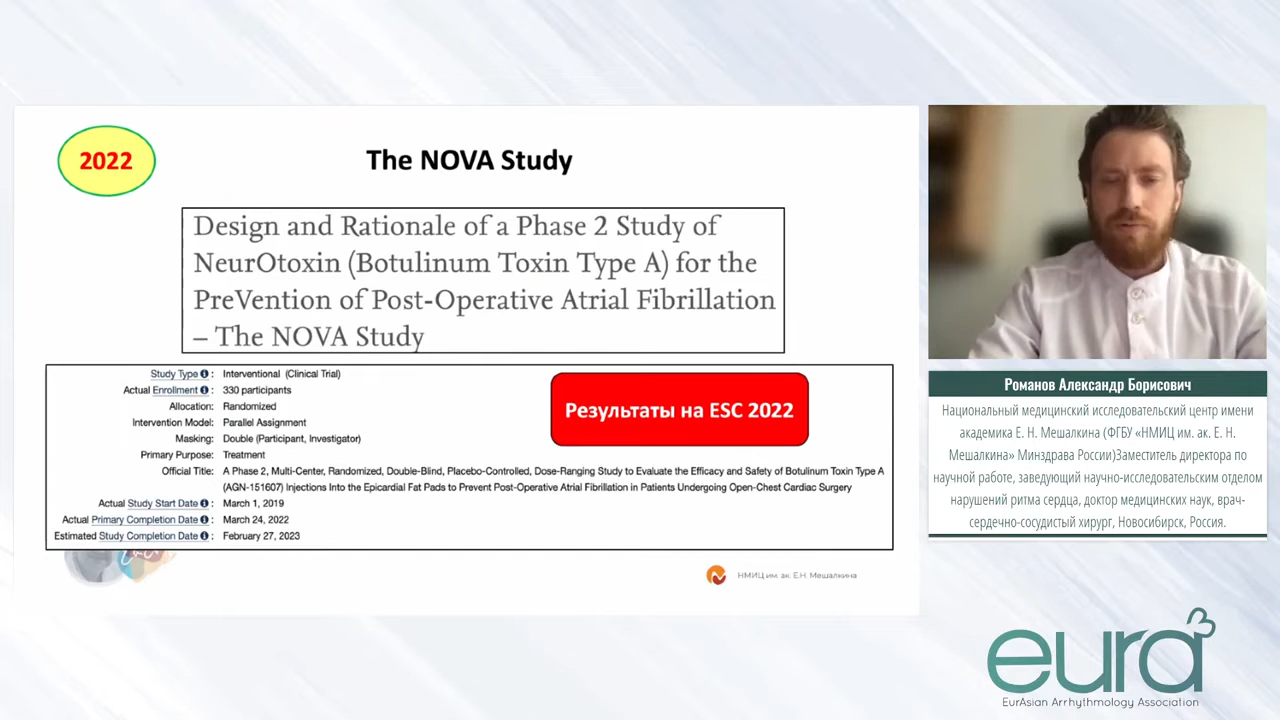 2022
The NOVA Study
Design and Rationale of a Phase 2 Study of
NeurOtoxin (Botulinum Toxin Type A) for the
PreVention of Post-Operative Atrial Fibrillation
– The NOVA Study
Study Type : Interventional (Clinical Trial)
Actual Enrollment : 330 participants
Allocation: Randomized
Intervention Model: Parallel Assignment
Masking: Double (Participant, Investigator)
Primary Purpose: Treatment
Official Title: A Phase 2, Multi-Center, Randomized, Double-Blind, Placebo-Controlled, Dose-Ranging Study to Evaluate the Efficacy and Safety of Botulinum Toxin Type A
(AGN-151607) Injections Into the Epicardial Fat Pads to Prevent Post-Operative Atrial Fibrillation in Patients Undergoing Open-Chest Cardiac Surgery
Actual Study Start Date : March 1, 2019
Actual Primary Completion Date : March 24, 2022
Estimated Study Completion Date : February 27, 2023
Результаты на ESC 2022
НМИЦ им. ак. Е.Н. Мешалкина
Романов Александр Борисович
Национальный медицинский исследовательский центр имени
академика Е. Н. Мешалкина (ФГБУ «НМИЦ им. ак. Е. Н.
Мешалкина» Минздрава России)Заместитель директора по
научной работе, заведующий научно-исследовательским отделом
нарушений ритма сердца, доктор медицинских наук, врач-
сердечно-сосудистый хирург, Новосибирск, Россия.
eura
EurAsian Arrhythmology Association